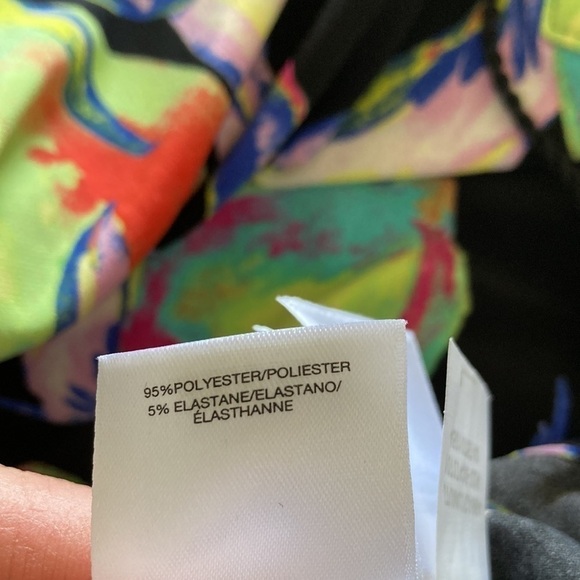 95%POLYESTER/POLIESTER
5% ELASTANE/ELASTANO/
ÉLASTHANNE